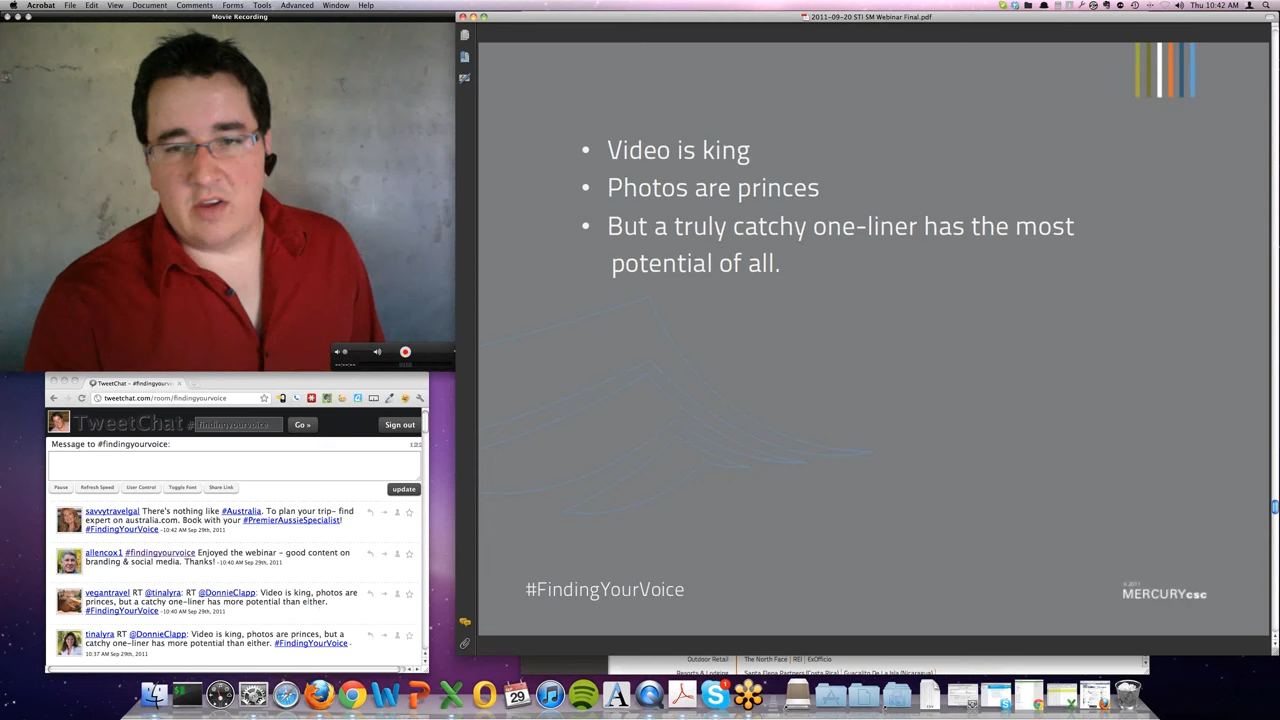 Acrobat File Edit View Document Comments Forms Tools Advanced Window Help
Thu 10:42 AM
Movie Recording
2011-09-20 STI SM Webinar Final.pdf
• Video is king
• Photos are princes
• But a truly catchy one-liner has the most
potential of all.
#FindingYourVoice
© 2011
MERCURYcsc
TweetChat - #findingyourv
tweetchat.com/room/findingyourvoice
TweetChat # findingyourvoice Go » Sign out
Message to #findingyourvoice:
Pause Refresh Speed User Control Toggle Font Share Link
update
savvytravelgal There's nothing like #Australia. To plan your trip- find
expert on australia.com. Book with your #PremierAussieSpecialist!
#FindingYourVoice -10:42 AM Sep 29th, 2011
allencox1 #findingyourvoice Enjoyed the webinar - good content on
branding & social media. Thanks! -10:40 AM Sep 29th, 2011
vegantravel RT @tinalyra: RT @DonnieClapp: Video is king, photos are
princes, but a catchy one-liner has more potential than either.
#FindingYourVoice -10:40 AM Sep 29th, 2011
tinalyra RT @DonnieClapp: Video is king, photos are princes, but a
catchy one-liner has more potential than either. #FindingYourVoice -
10:37 AM Sep 29th, 2011
Outdoor Retail The North Face | REI | ExOfficio
Resorts & Lodging Santa Elena Permaneces